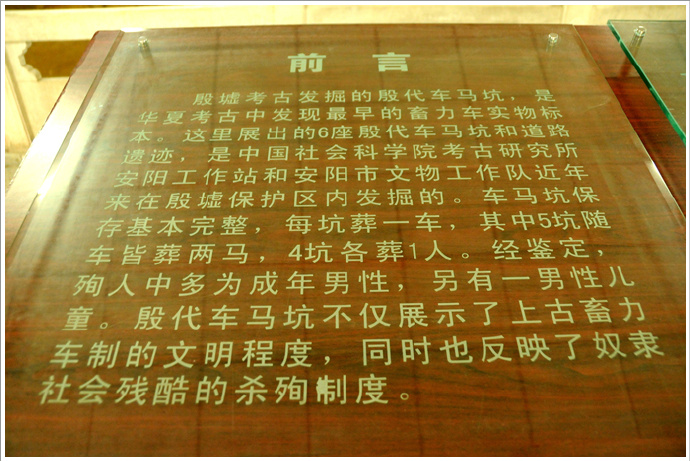 前 言
殷墟考古发掘的殷代车马坑，是
华夏考古中发现最早的畜力车实物标
本。这里展出的6座殷代车马坑和道路
遗迹，是中国社会科学院考古研究所
安阳工作站和安阳市文物工作队近年
来在殷墟保护区内发掘的。车马坑保
存基本完整，每坑葬一车，其中5坑随
车皆葬两马，4坑各葬1人。经鉴定，
殉人中多为成年男性，另有一男性儿
童。殷代车马坑不仅展示了上古畜力
车制的文明程度，同时也反映了奴隶
社会残酷的杀殉制度。